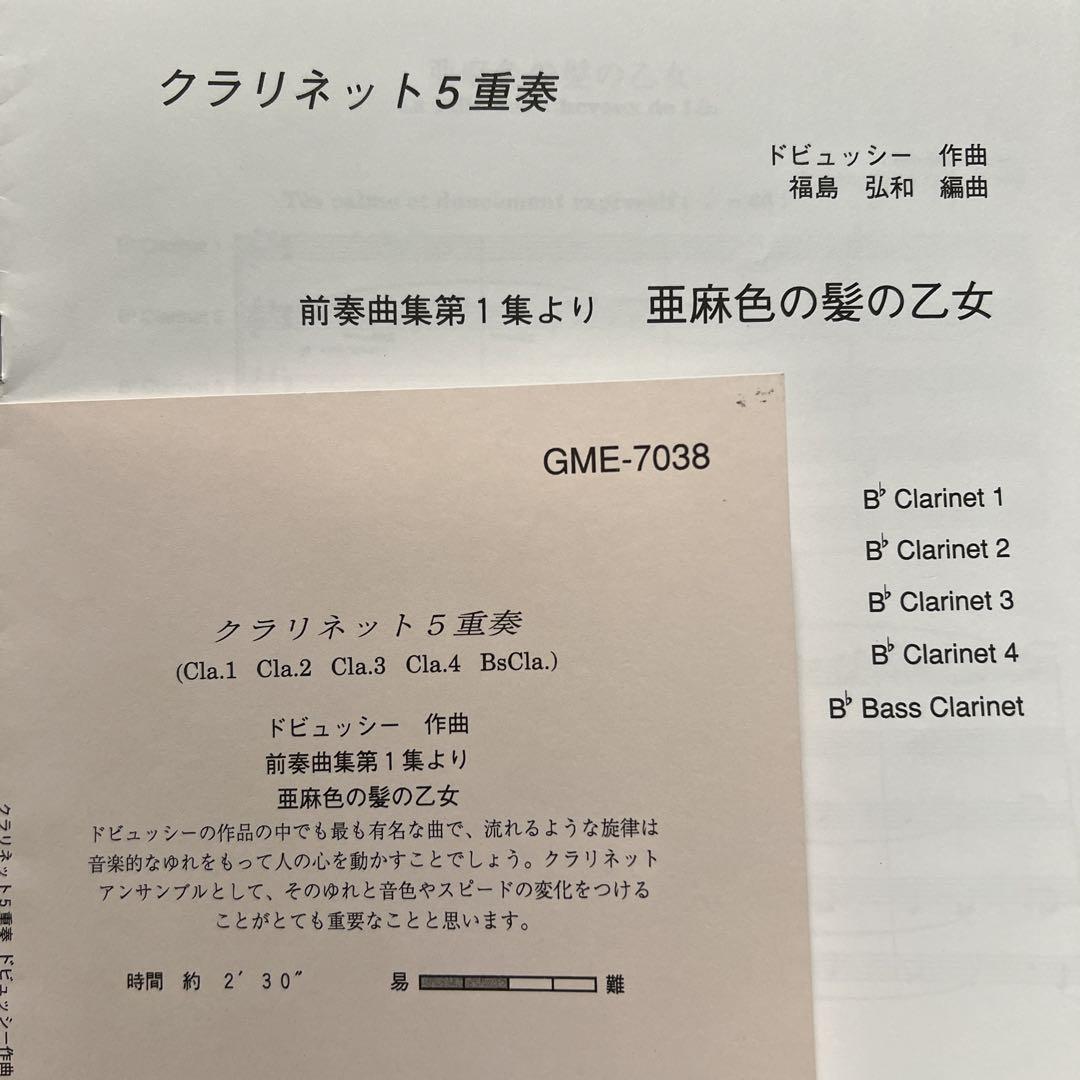 クラリネット5重奏
ドビュッシー 作曲
福島 弘和 編曲
前奏曲集第1集より 亜麻色の髪の乙女
GME-7038
B♭ Clarinet 1
B♭ Clarinet 2
B♭ Clarinet 3
B♭ Clarinet 4
B♭ Bass Clarinet
クラリネット5重奏
(Cla.1 Cla.2 Cla.3 Cla.4 BsCla.)
ドビュッシー 作曲
前奏曲集第1集より
亜麻色の髪の乙女
ドビュッシーの作品の中でも最も有名な曲で、流れるような旋律は
音楽的なゆれをもって人の心を動かすことでしょう。クラリネット
アンサンブルとして、そのゆれと音色やスピードの変化をつける
ことがとても重要なことと思います。
時間 約 2′30″ 易 難
クラリネット5重奏 ドビュッシー作曲